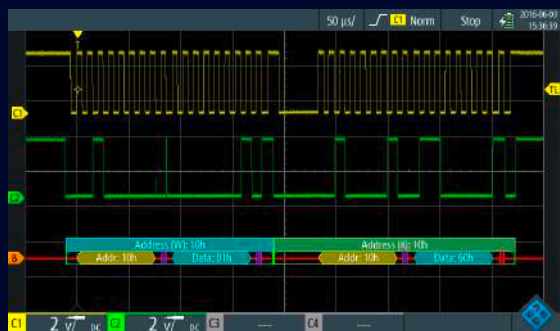 50 µs/ C1 Norm Stop 2016-06-03
15:36:39
T
C1
TL
C2
Address (W): 10h Address (R): 10h
B Addr: 10h Data: 01h Addr: 10h Data: 60h
C1 2 V/ DC C2 2 V/ DC C3 --- C4 ---